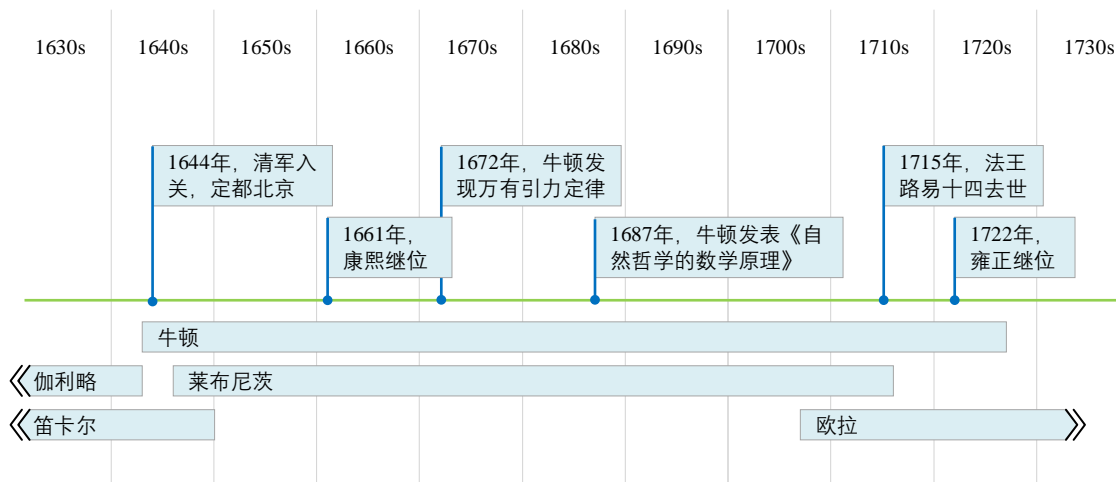 1630s 1640s 1650s 1660s 1670s 1680s 1690s 1700s 1710s 1720s 1730s
1644年，清军入
关，定都北京
1672年，牛顿发
现万有引力定律
1715年，法王
路易十四去世
1661年，
康熙继位
1687年，牛顿发表《自
然哲学的数学原理》
1722年，
雍正继位
牛顿
伽利略
莱布尼茨
笛卡尔
欧拉